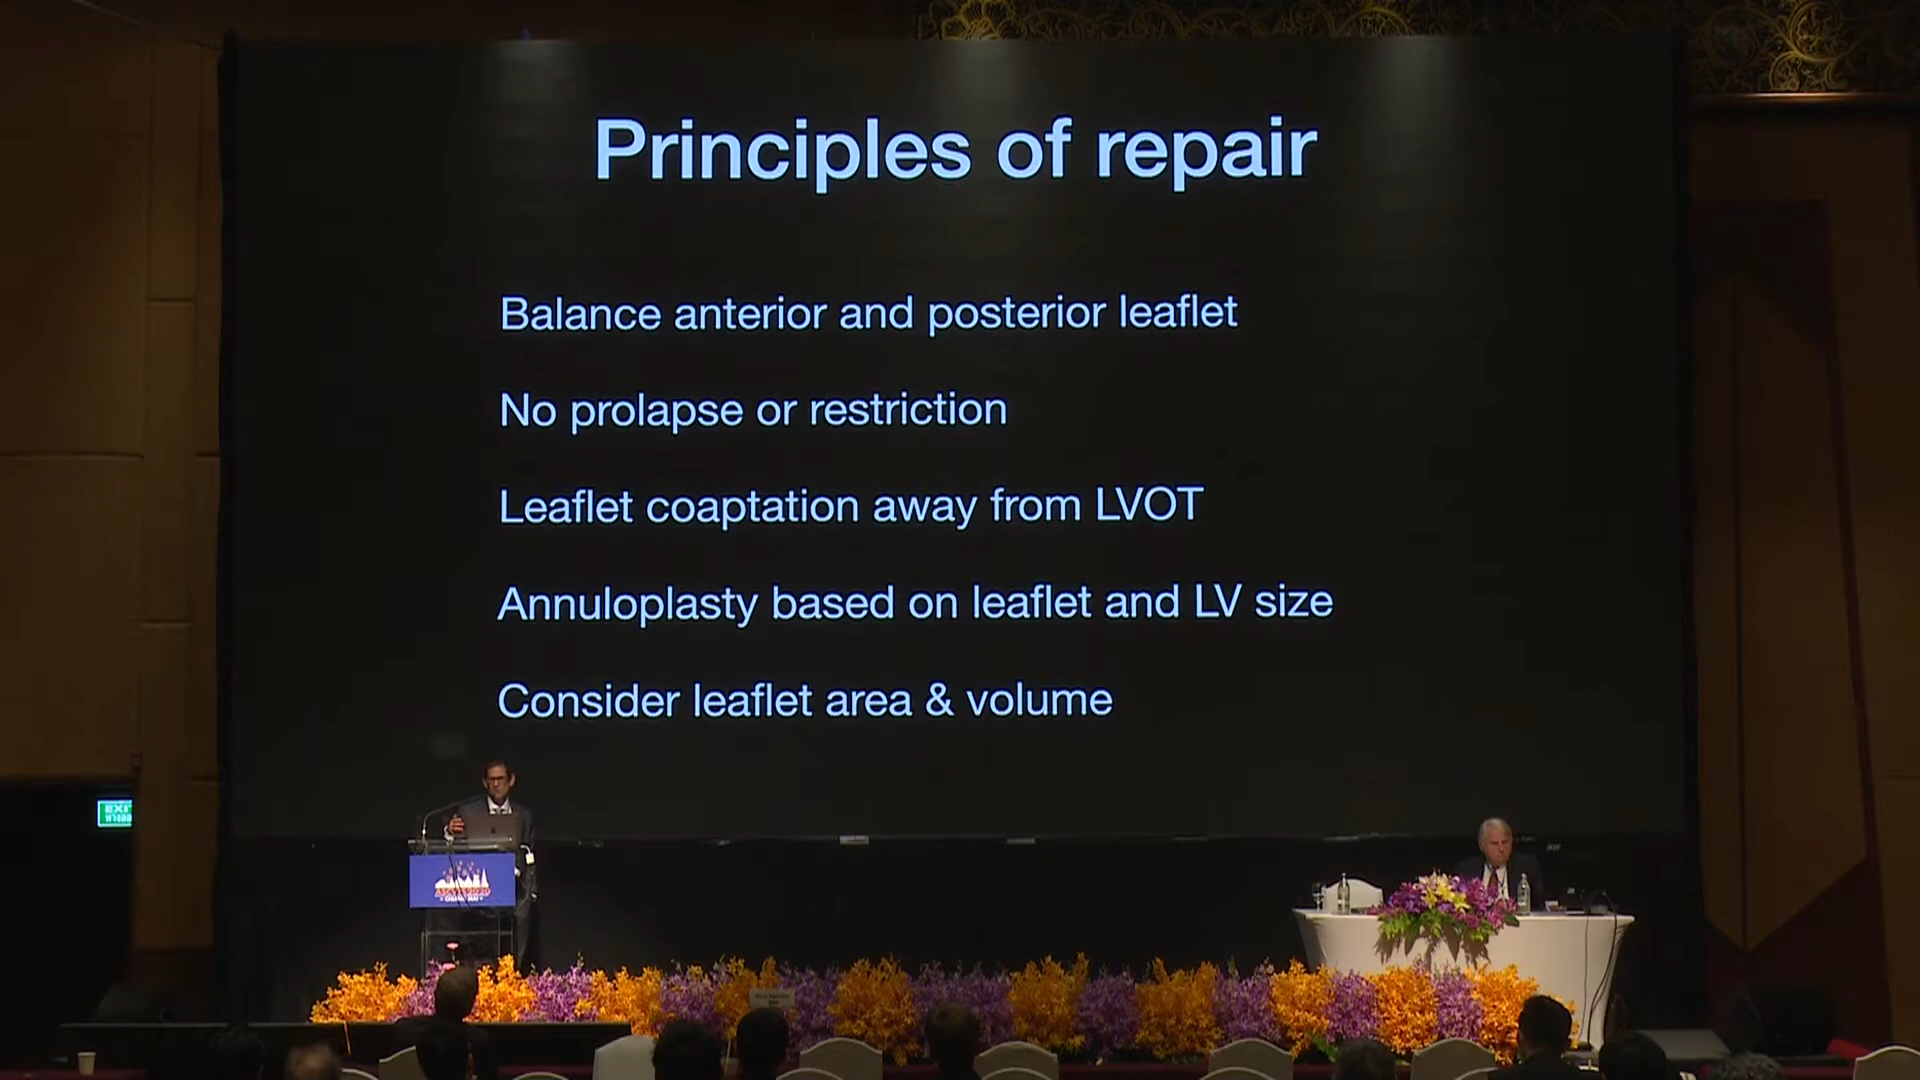 Principles of repair
Balance anterior and posterior leaflet
No prolapse or restriction
Leaflet coaptation away from LVOT
Annuloplasty based on leaflet and LV size
Consider leaflet area & volume
EXIT